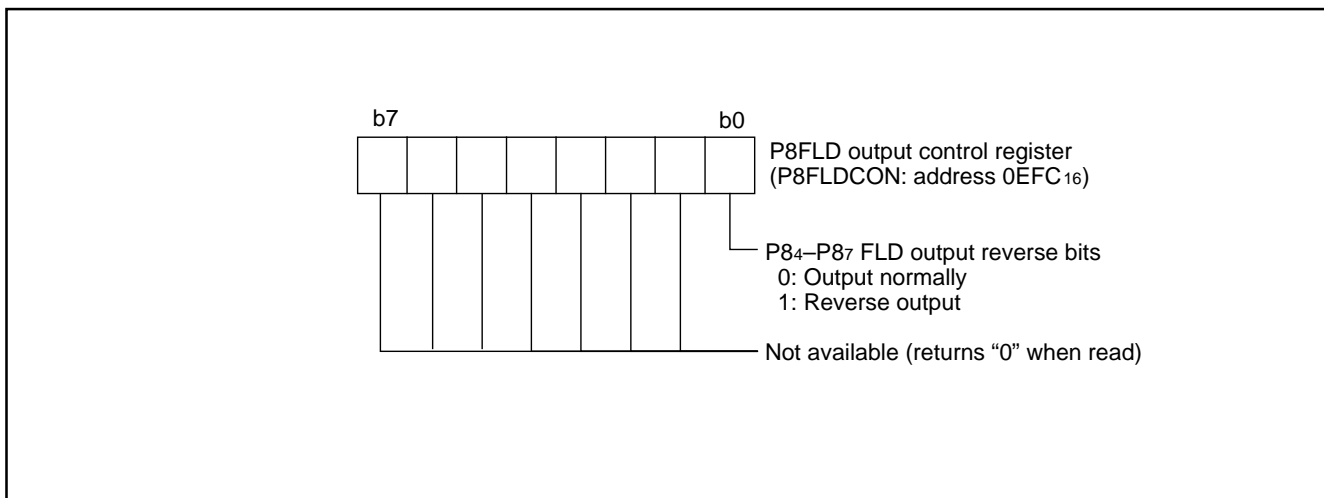 b7 b0
P8FLD output control register
(P8FLDCON: address 0EFC16)
P84–P87 FLD output reverse bits
0: Output normally
1: Reverse output
Not available (returns “0” when read)